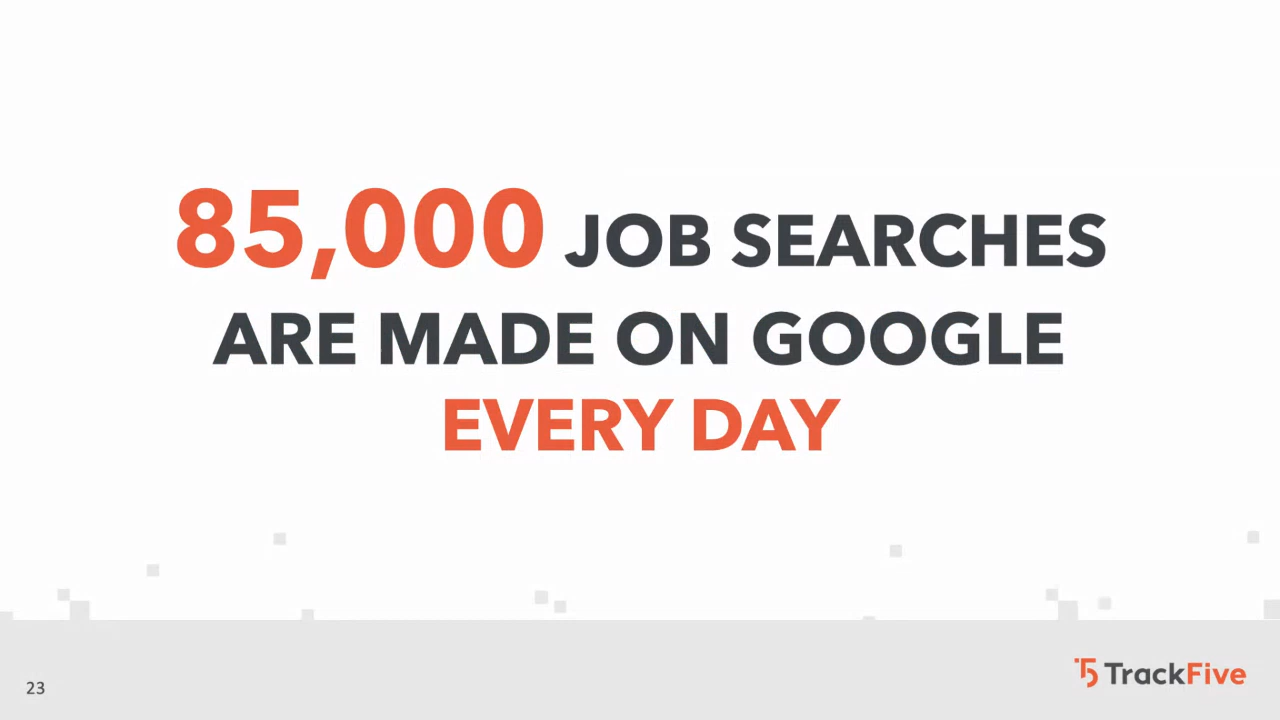 85,000 JOB SEARCHES
ARE MADE ON GOOGLE
EVERY DAY
23
TrackFive